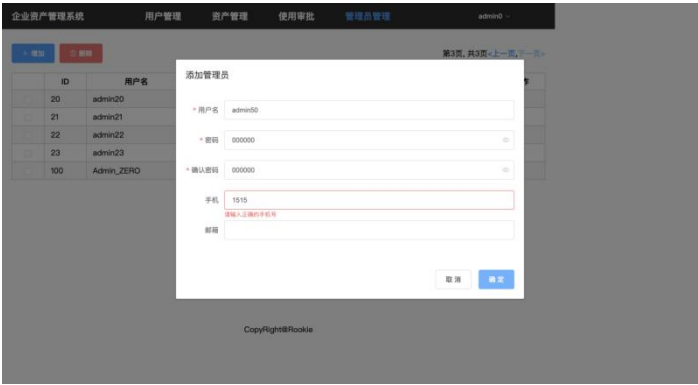 企业资产管理系统 用户管理 资产管理 使用审批 管理员管理 admin0
+ 增加 删除 第3页, 共3页<上一页,下一页>
ID 用户名 作
20 admin20
21 admin21
22 admin22
23 admin23
100 Admin_ZERO
添加管理员
* 用户名 admin50
* 密码 000000
* 确认密码 000000
手机 1515
请输入正确的手机号
邮箱
取 消 确 定
CopyRight@Rookie